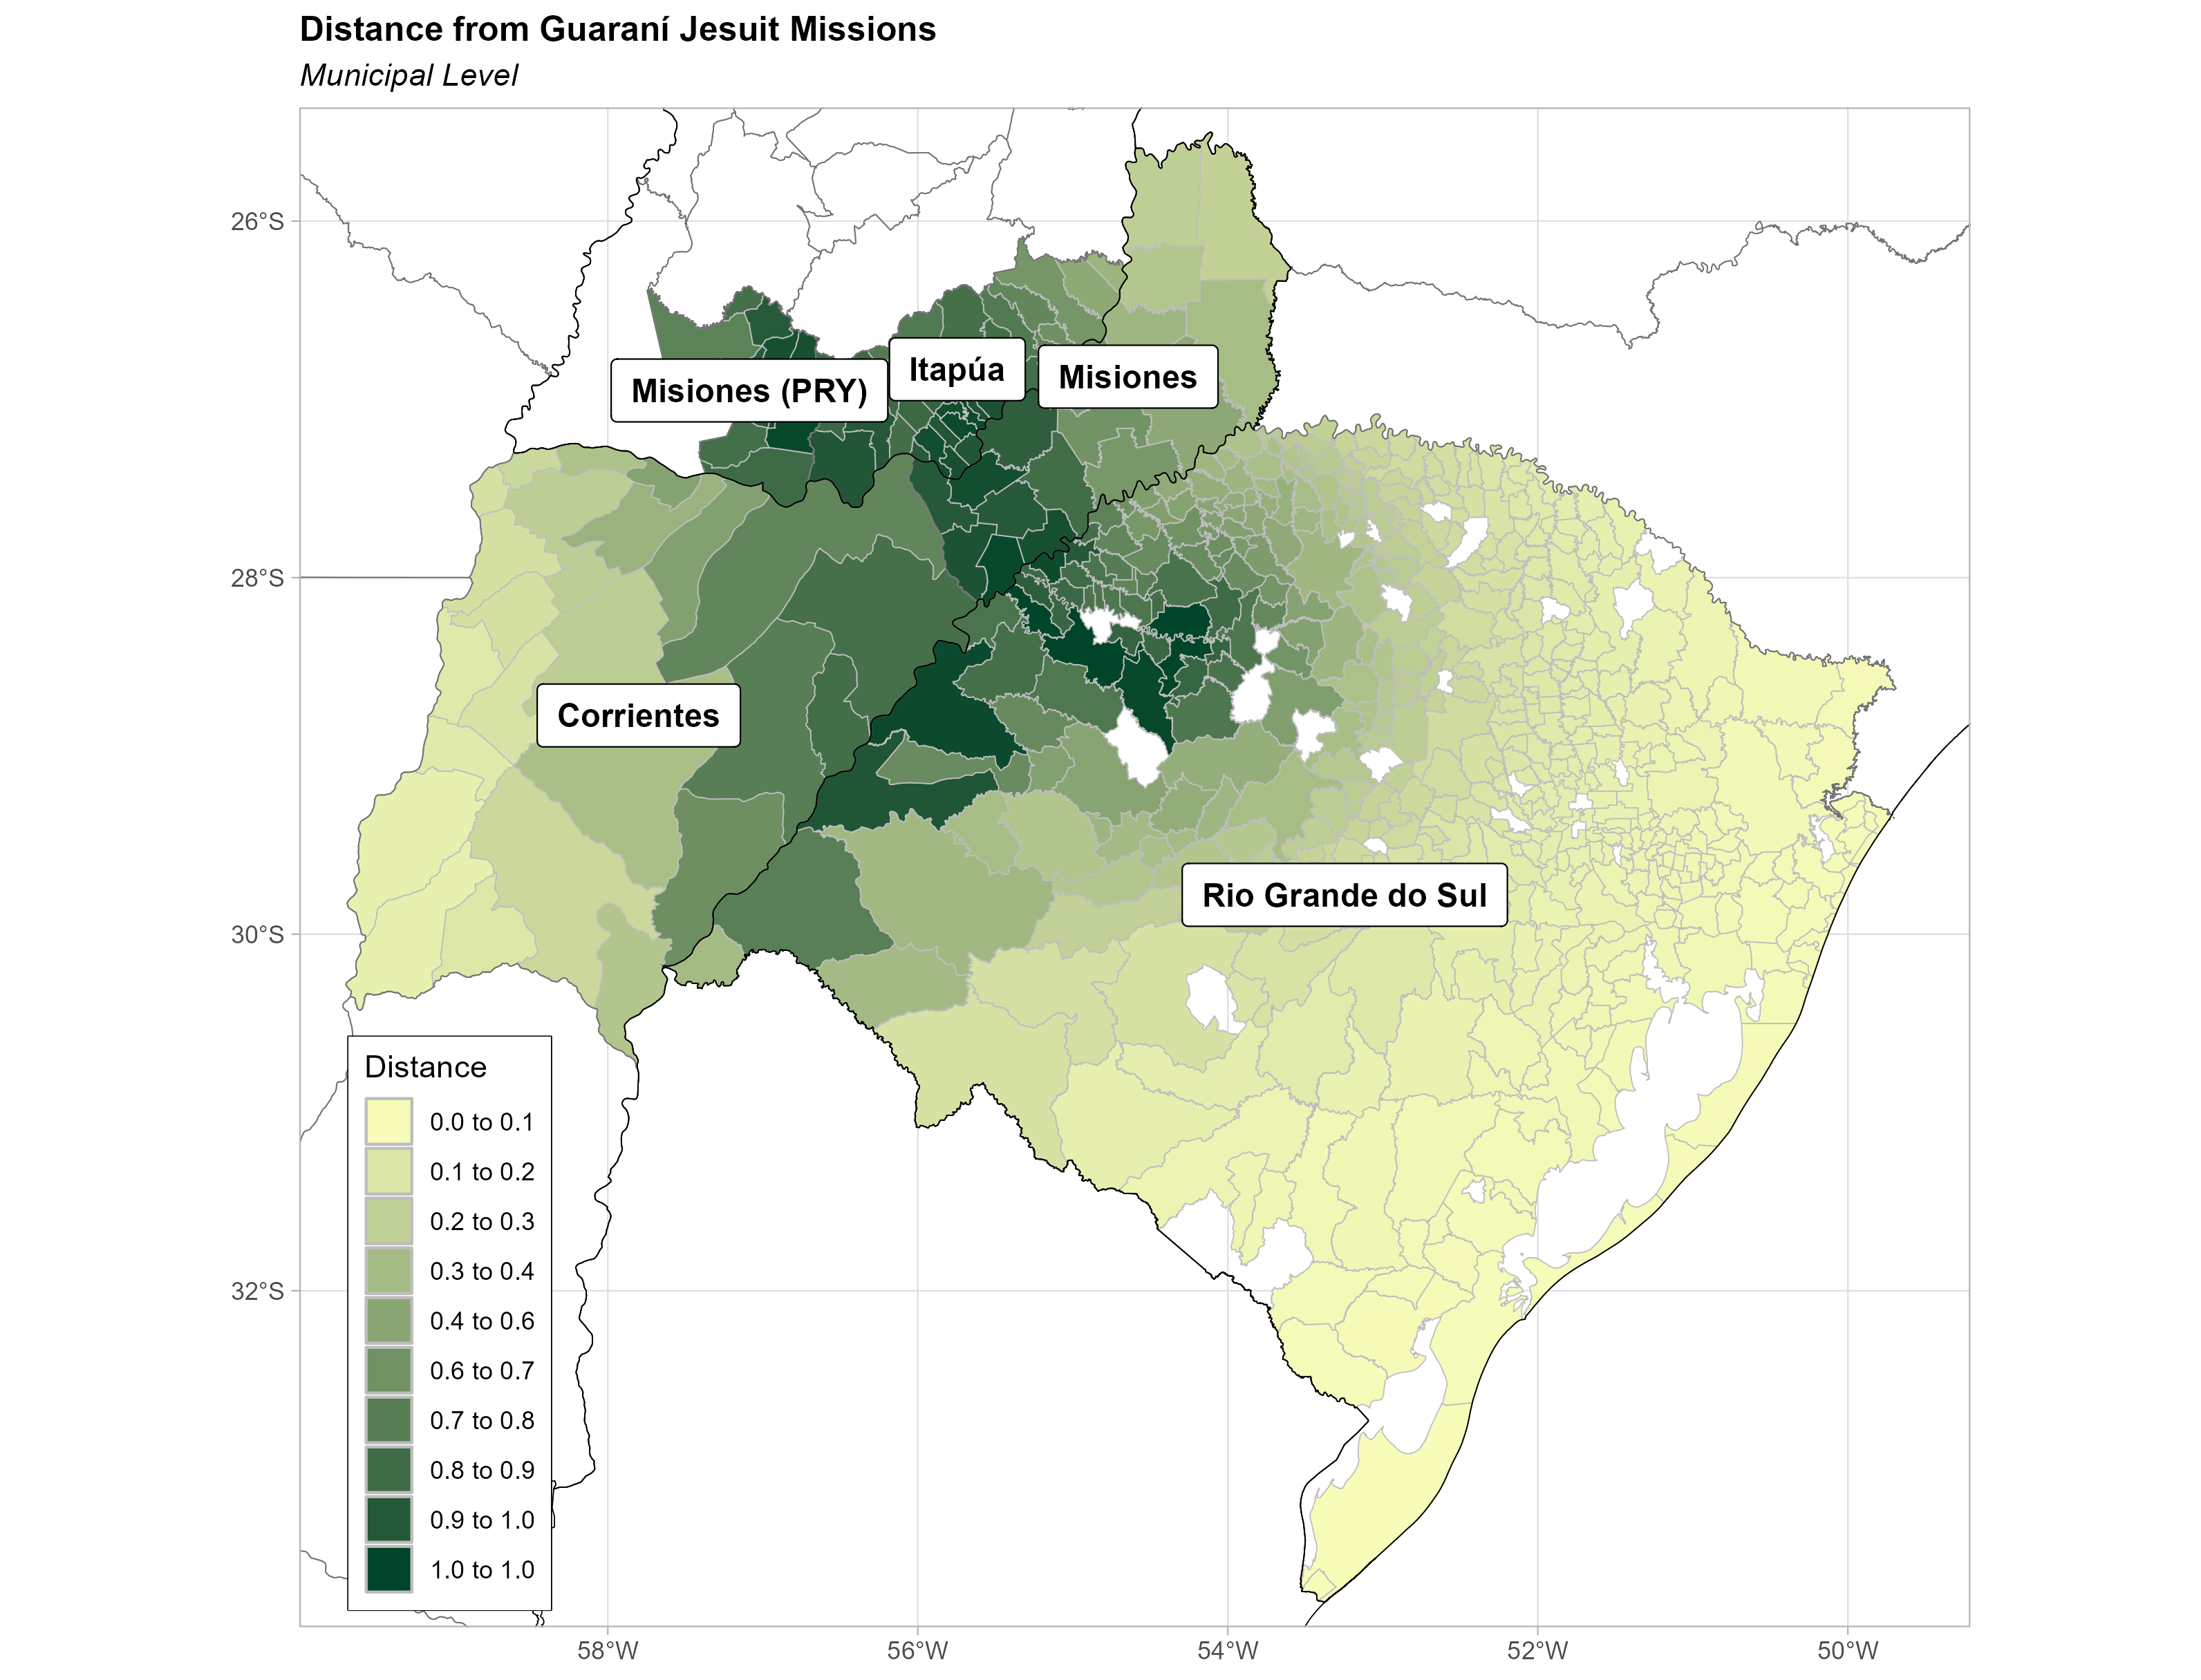 Distance from Guaraní Jesuit Missions
Municipal Level
26°S
28°S
30°S
32°S
Misiones (PRY)
Itapúa
Misiones
Corrientes
Rio Grande do Sul
Distance
0.0 to 0.1
0.1 to 0.2
0.2 to 0.3
0.3 to 0.4
0.4 to 0.6
0.6 to 0.7
0.7 to 0.8
0.8 to 0.9
0.9 to 1.0
1.0 to 1.0
58°W
56°W
54°W
52°W
50°W